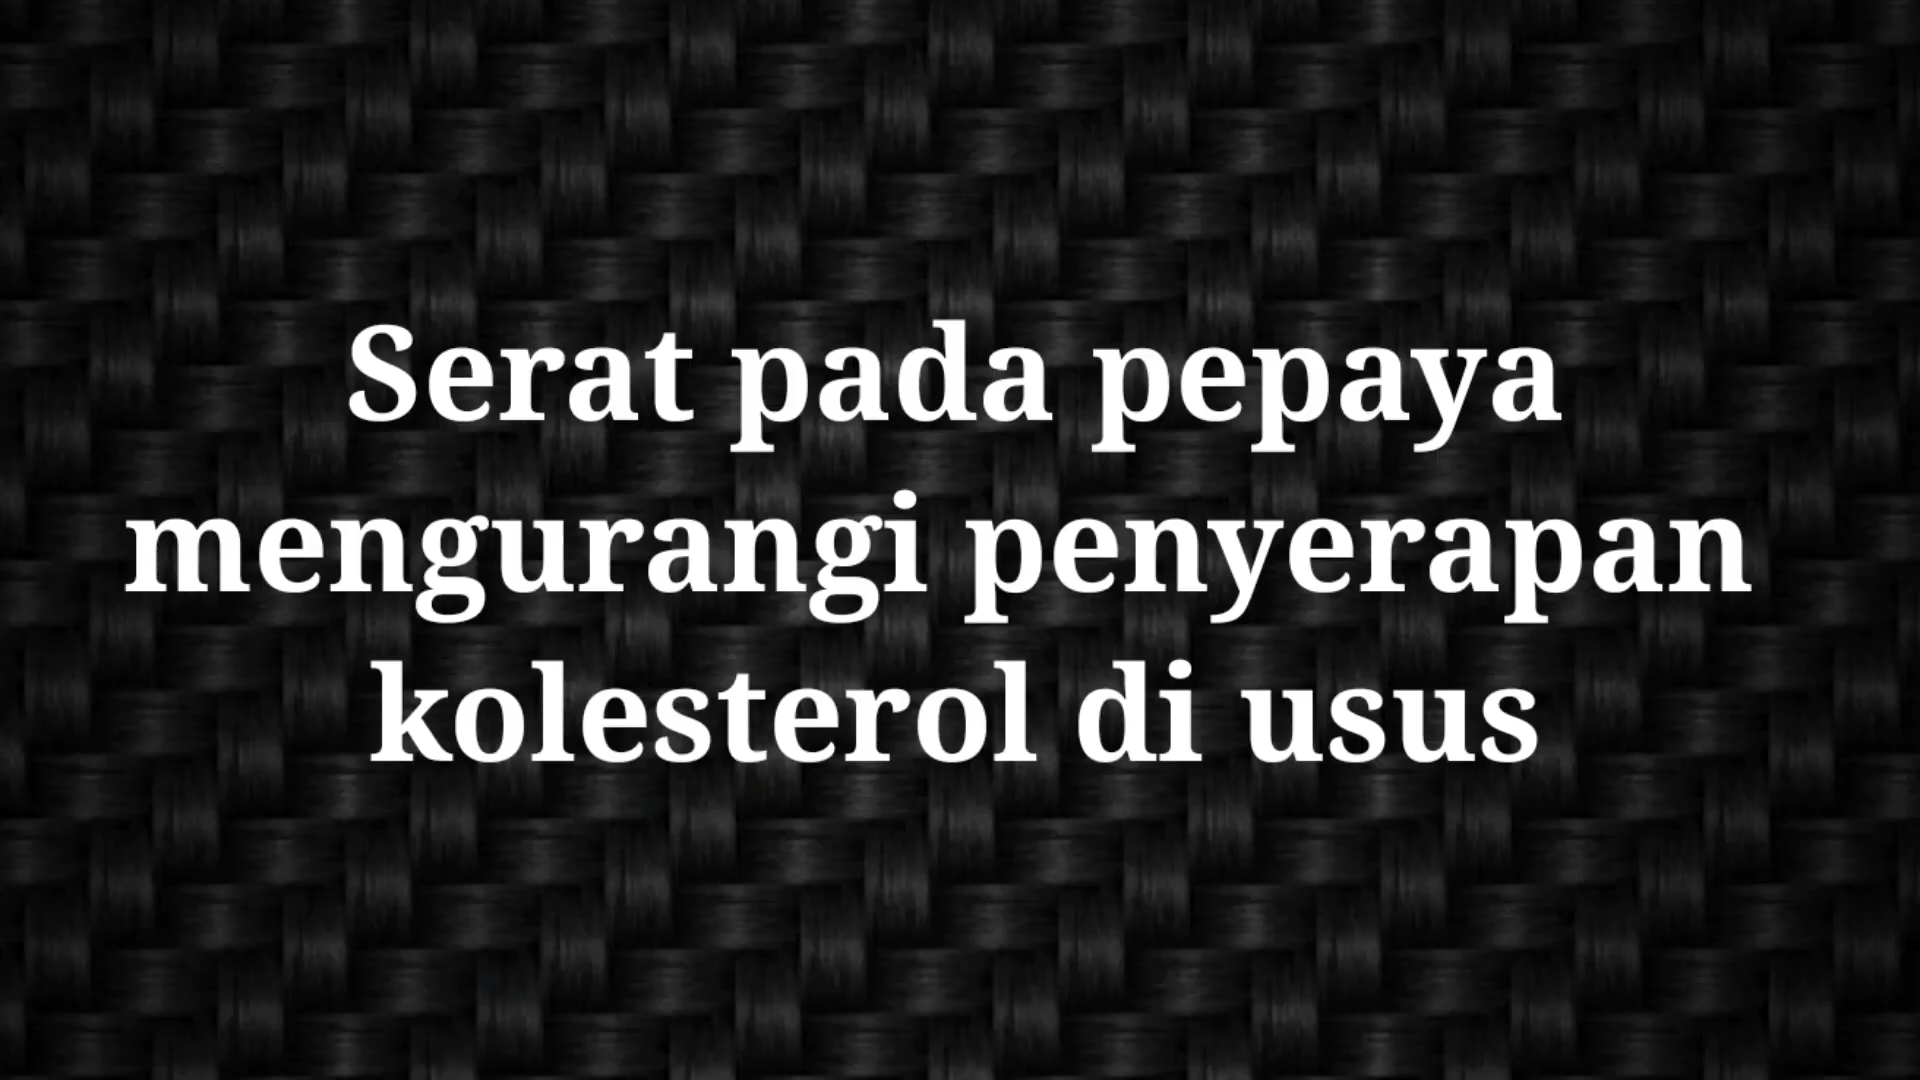 Serat pada pepaya
mengurangi penyerapan
kolesterol di usus